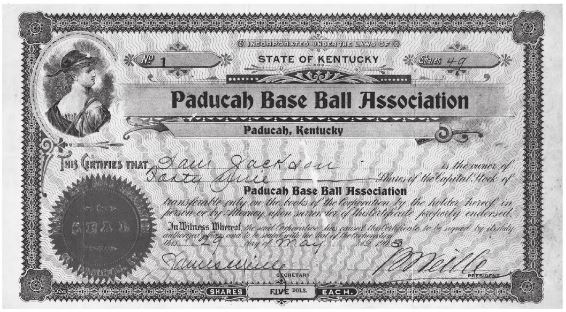 INCORPORATED UNDER THE LAWS OF
No 1 STATE OF KENTUCKY Shares 49
Paducah Base Ball Association
Paducah, Kentucky
THIS CERTIFIES THAT Sam Jackson is the owner of
Forty Nine Shares of the Capital Stock of
Paducah Base Ball Association
transferable only on the books of the Corporation by the holder hereof in
person or by Attorney upon surrender of this Certificate properly endorsed.
In Witness Whereof, the said Corporation has caused this Certificate to be signed by its duly
authorized officers and to be sealed with the Seal of the Corporation
this 29 day of May
SEAL
SECRETARY
PRESIDENT
SHARES FIVE DOLS. EACH.